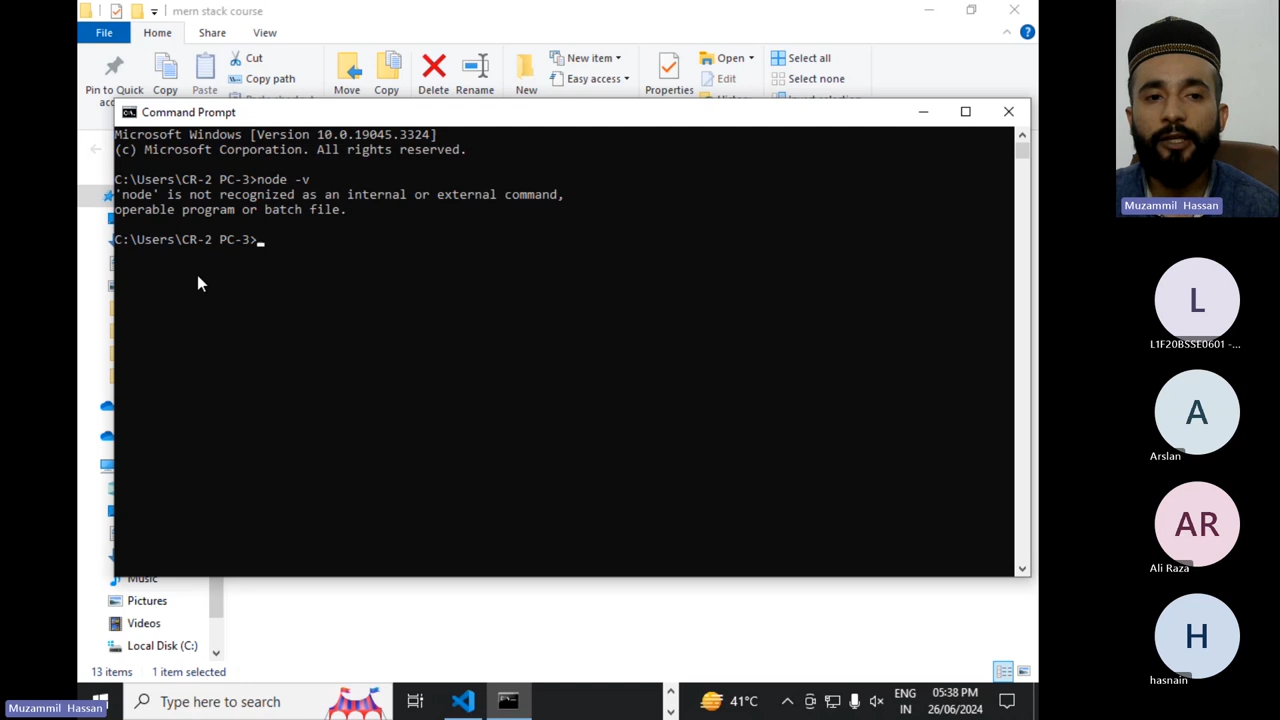 mern stack course
File
Home
Share
View
Pin to Quick
Copy
Paste
Cut
Copy path
Move
Copy
Delete
Rename
New
New item
Easy access
Properties
Open
Edit
Select all
Select none
Command Prompt
Microsoft Windows [Version 10.0.19045.3324]
(c) Microsoft Corporation. All rights reserved.
C:\Users\CR-2 PC-3>node -v
'node' is not recognized as an internal or external command,
operable program or batch file.
C:\Users\CR-2 PC-3>
Music
Pictures
Videos
Local Disk (C:)
13 items
1 item selected
Type here to search
41°C
ENG
IN
05:38 PM
26/06/2024
Muzammil Hassan
Muzammil Hassan
L
L1F20BSSE0601 -...
A
Arslan
AR
Ali Raza
H
hasnain